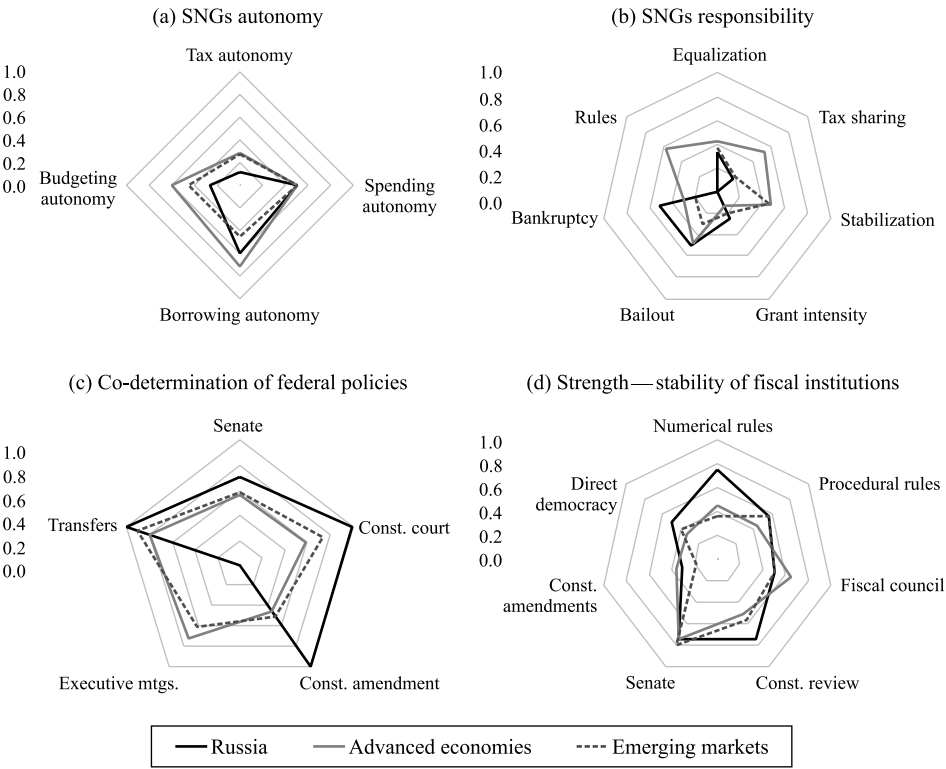 (a) SNGs autonomy
Tax autonomy
1.0
0.8
0.6
0.4
0.2
0.0
Budgeting
autonomy
Spending
autonomy
Borrowing autonomy
(b) SNGs responsibility
Equalization
1.0
0.8
0.6
0.4
0.2
0.0
Rules
Tax sharing
Bankruptcy
Stabilization
Bailout
Grant intensity
(c) Co-determination of federal policies
Senate
1.0
0.8
0.6
0.4
0.2
0.0
Transfers
Const. court
Executive mtgs.
Const. amendment
(d) Strength—stability of fiscal institutions
Numerical rules
1.0
0.8
0.6
0.4
0.2
0.0
Direct
democracy
Procedural rules
Const.
amendments
Fiscal council
Senate
Const. review
Russia
Advanced economies
Emerging markets